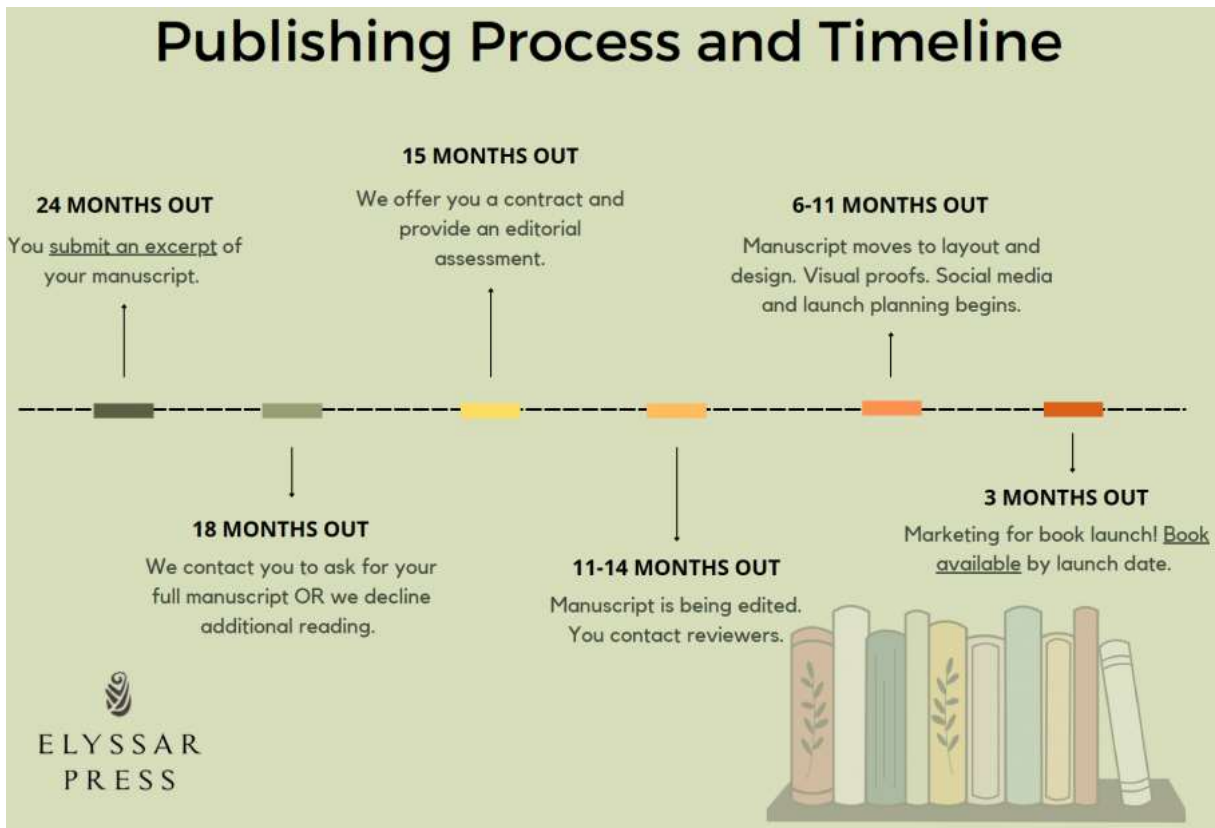 Publishing Process and Timeline
24 MONTHS OUT
You submit an excerpt of
your manuscript.
18 MONTHS OUT
We contact you to ask for your
full manuscript OR we decline
additional reading.
15 MONTHS OUT
We offer you a contract and
provide an editorial
assessment.
11-14 MONTHS OUT
Manuscript is being edited.
You contact reviewers.
6-11 MONTHS OUT
Manuscript moves to layout and
design. Visual proofs. Social media
and launch planning begins.
3 MONTHS OUT
Marketing for book launch! Book
available by launch date.
ELYSSAR
PRESS